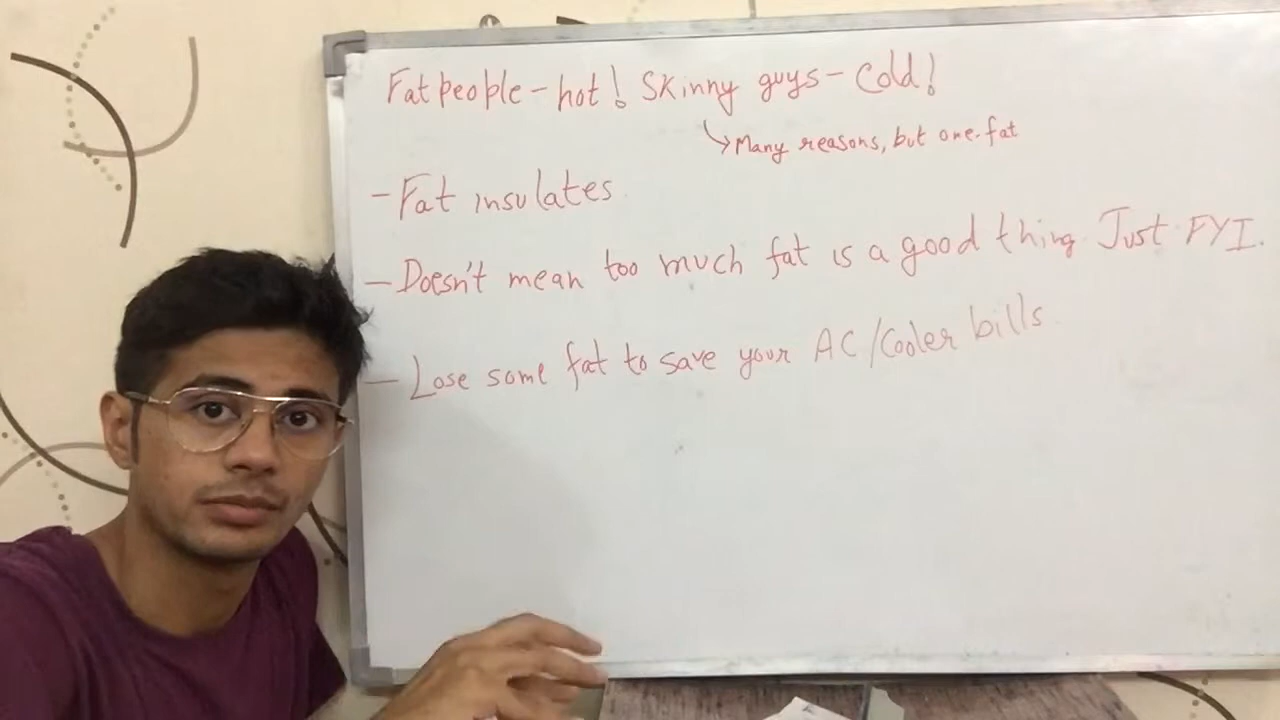 Fat people - hot! Skinny guys - Cold!
↳ Many reasons, but one. fat
- Fat insulates.
- Doesn't mean too much fat is a good thing. Just FYI.
- Lose some fat to save your AC/Cooler bills.